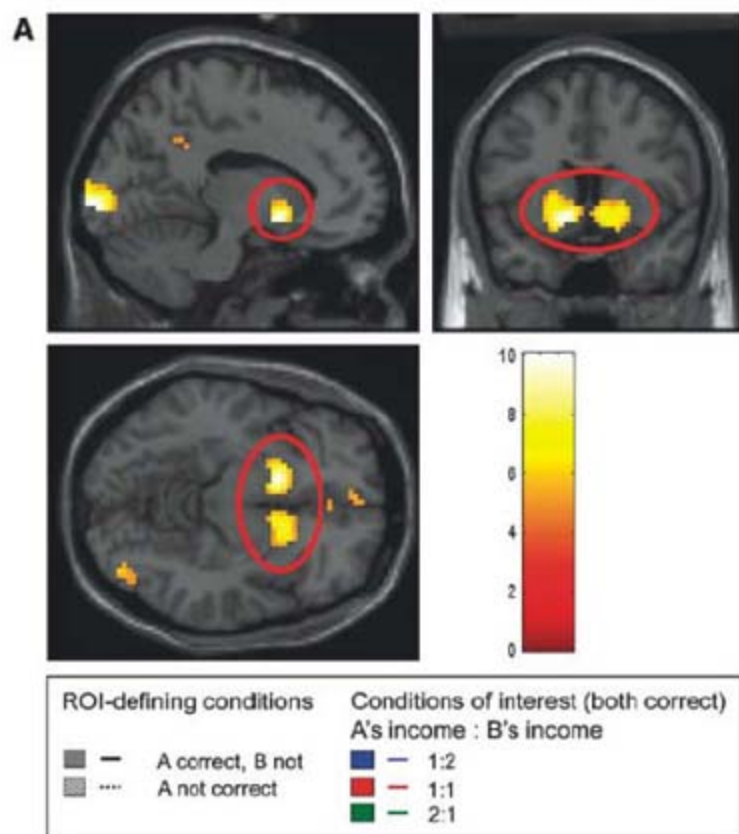 A
10
8
6
4
2
0
ROI-defining conditions
A correct, B not
A not correct
Conditions of interest (both correct)
A's income : B's income
1:2
1:1
2:1